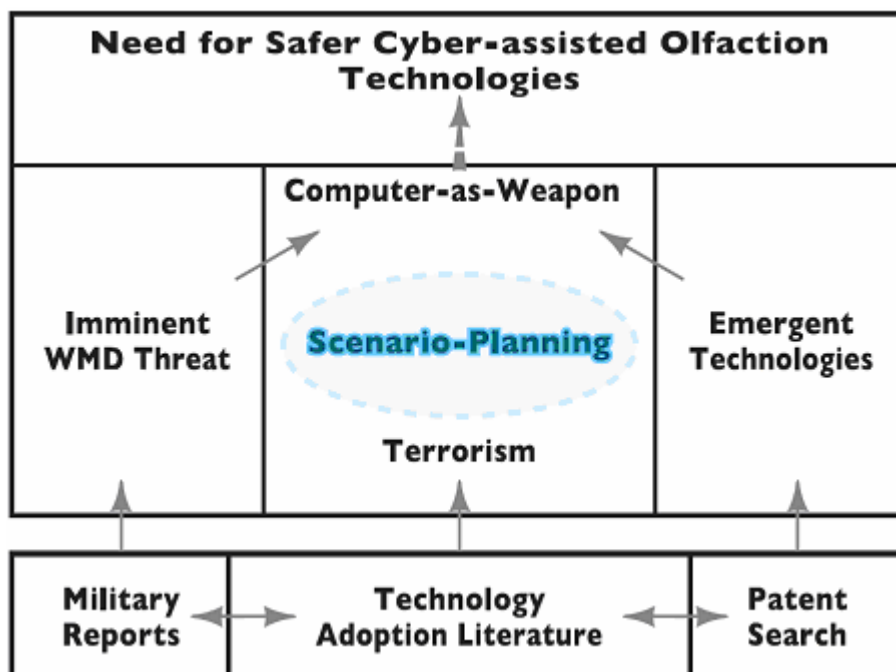 Need for Safer Cyber-assisted Olfaction
Technologies
Computer-as-Weapon
Imminent
WMD Threat
Scenario-Planning
Emergent
Technologies
Terrorism
Military
Reports
Technology
Adoption Literature
Patent
Search